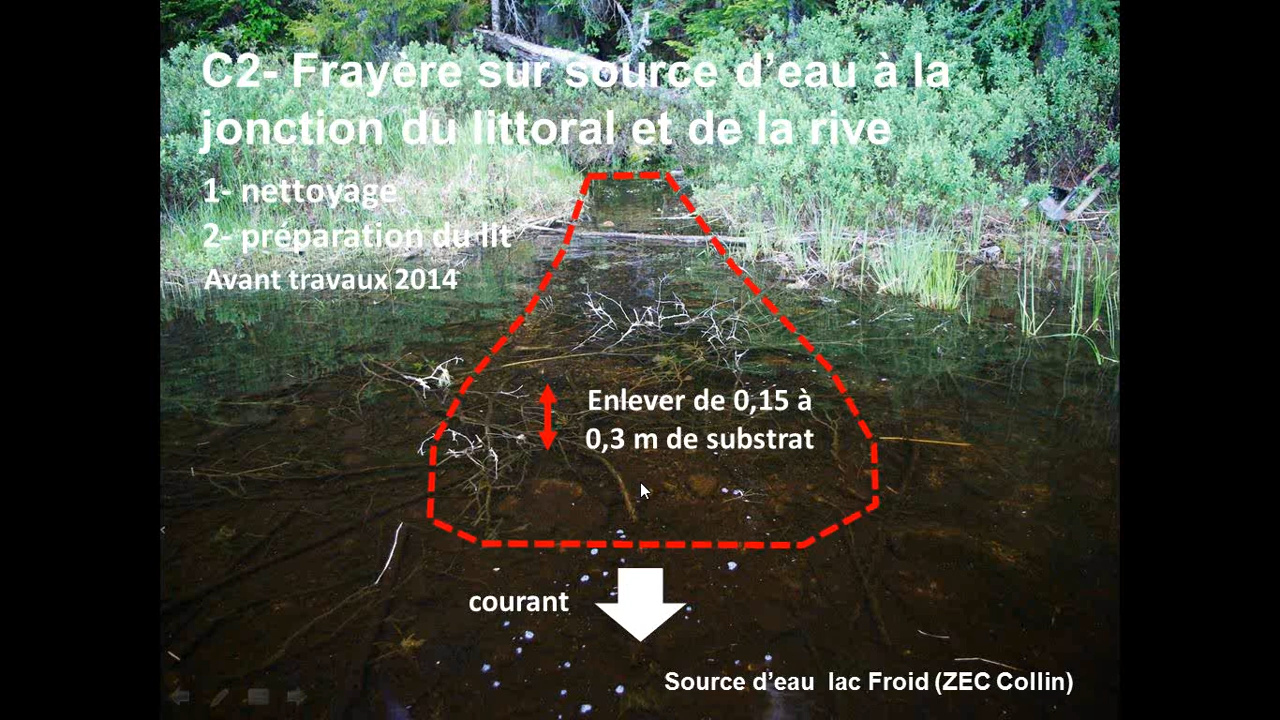 C2- Frayère sur source d’eau à la
jonction du littoral et de la rive
1- nettoyage
2- préparation du lit
Avant travaux 2014
Enlever de 0,15 à
0,3 m de substrat
courant
Source d’eau lac Froid (ZEC Collin)